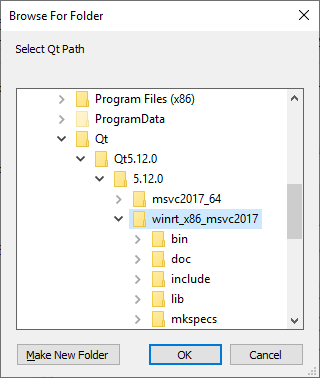 Browse For Folder
Select Qt Path
Program Files (x86)
ProgramData
Qt
Qt5.12.0
5.12.0
msvc2017_64
winrt_x86_msvc2017
bin
doc
include
lib
mkspecs
Make New Folder
OK
Cancel